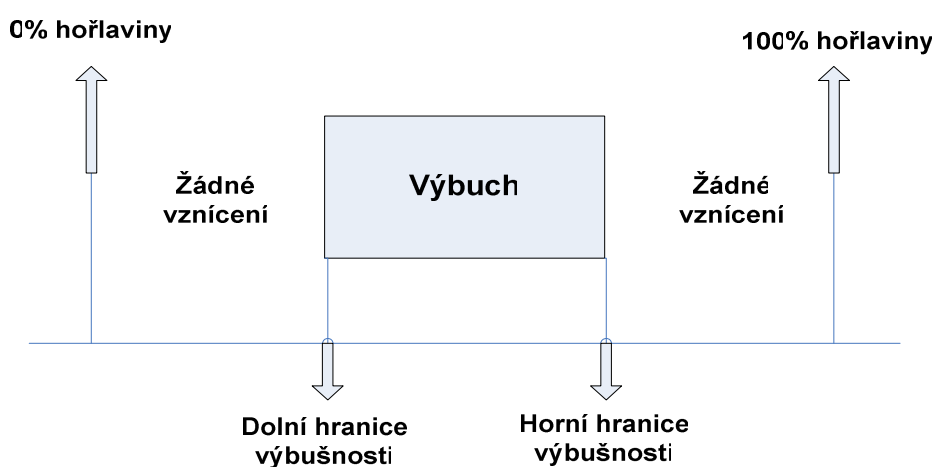 0% hořlaviny
100% hořlaviny
Žádné
vznícení
Výbuch
Žádné
vznícení
Dolní hranice
výbušnosti
Horní hranice
výbušnosti